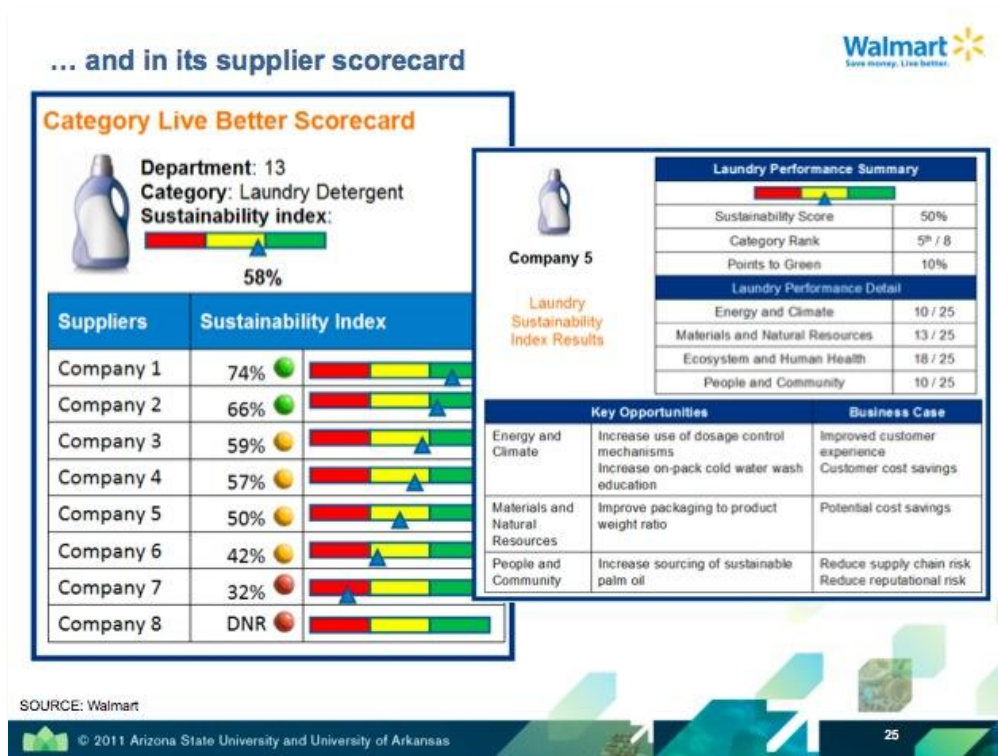 ... and in its supplier scorecard
Walmart
Save money. Live better.
Category Live Better Scorecard
Department: 13
Category: Laundry Detergent
Sustainability index:
58%
Suppliers Sustainability Index
Company 1 74%
Company 2 66%
Company 3 59%
Company 4 57%
Company 5 50%
Company 6 42%
Company 7 32%
Company 8 DNR
Company 5
Laundry
Sustainability
Index Results
Laundry Performance Summary
Sustainability Score 50%
Category Rank 5th / 8
Points to Green 10%
Laundry Performance Detail
Energy and Climate 10 / 25
Materials and Natural Resources 13 / 25
Ecosystem and Human Health 18 / 25
People and Community 10 / 25
Key Opportunities Business Case
Energy and
Climate
Increase use of dosage control
mechanisms
Increase on-pack cold water wash
education
Improved customer
experience
Customer cost savings
Materials and
Natural
Resources
Improve packaging to product
weight ratio
Potential cost savings
People and
Community
Increase sourcing of sustainable
palm oil
Reduce supply chain risk
Reduce reputational risk
SOURCE: Walmart
© 2011 Arizona State University and University of Arkansas
25